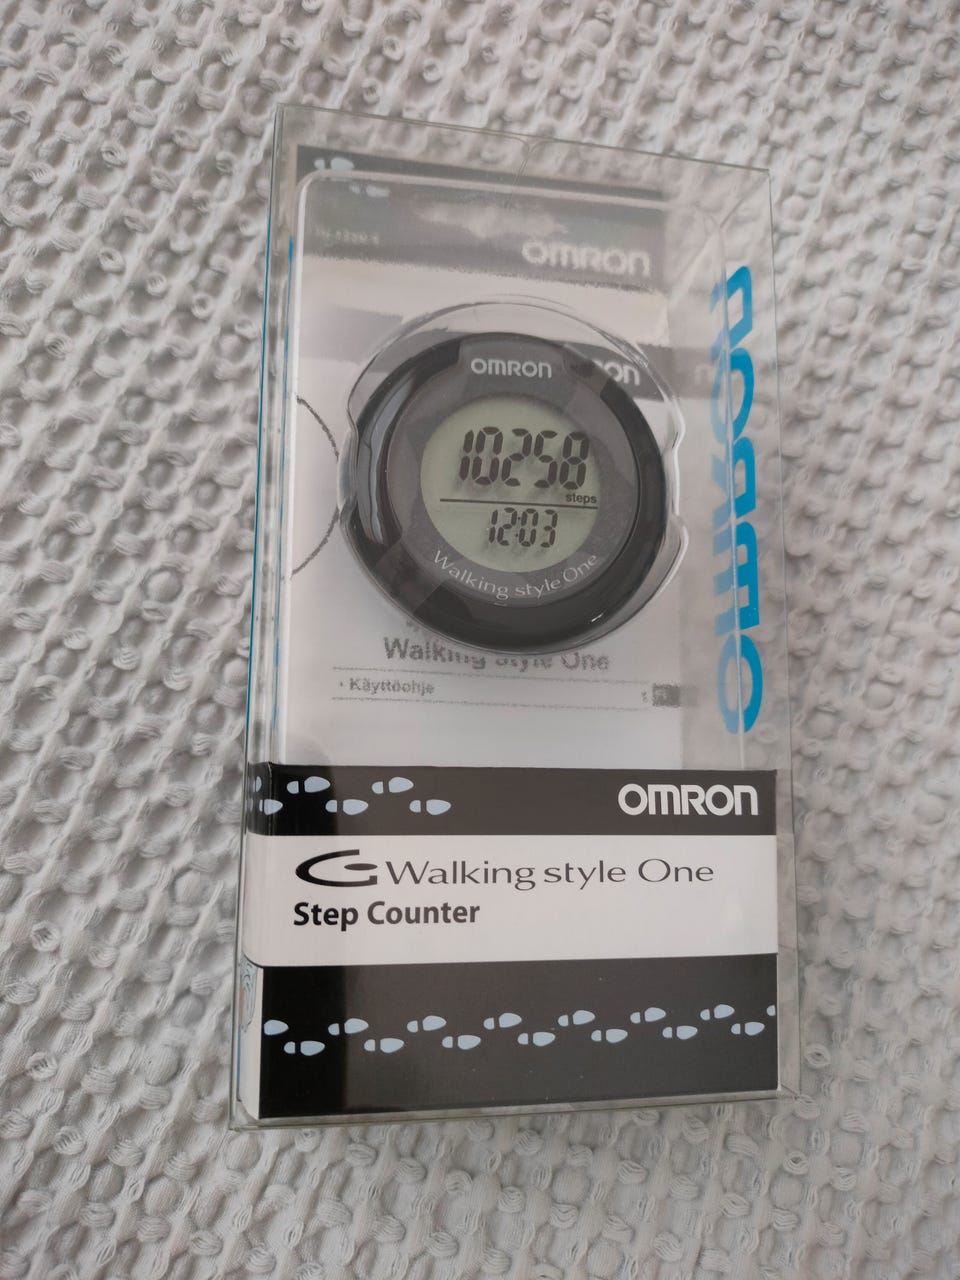 OMRON
OMRON
10258
steps
12:03
Walking style One
Walking style One
• Käyttöohje
OMRON
OMRON
Walking style One
Step Counter